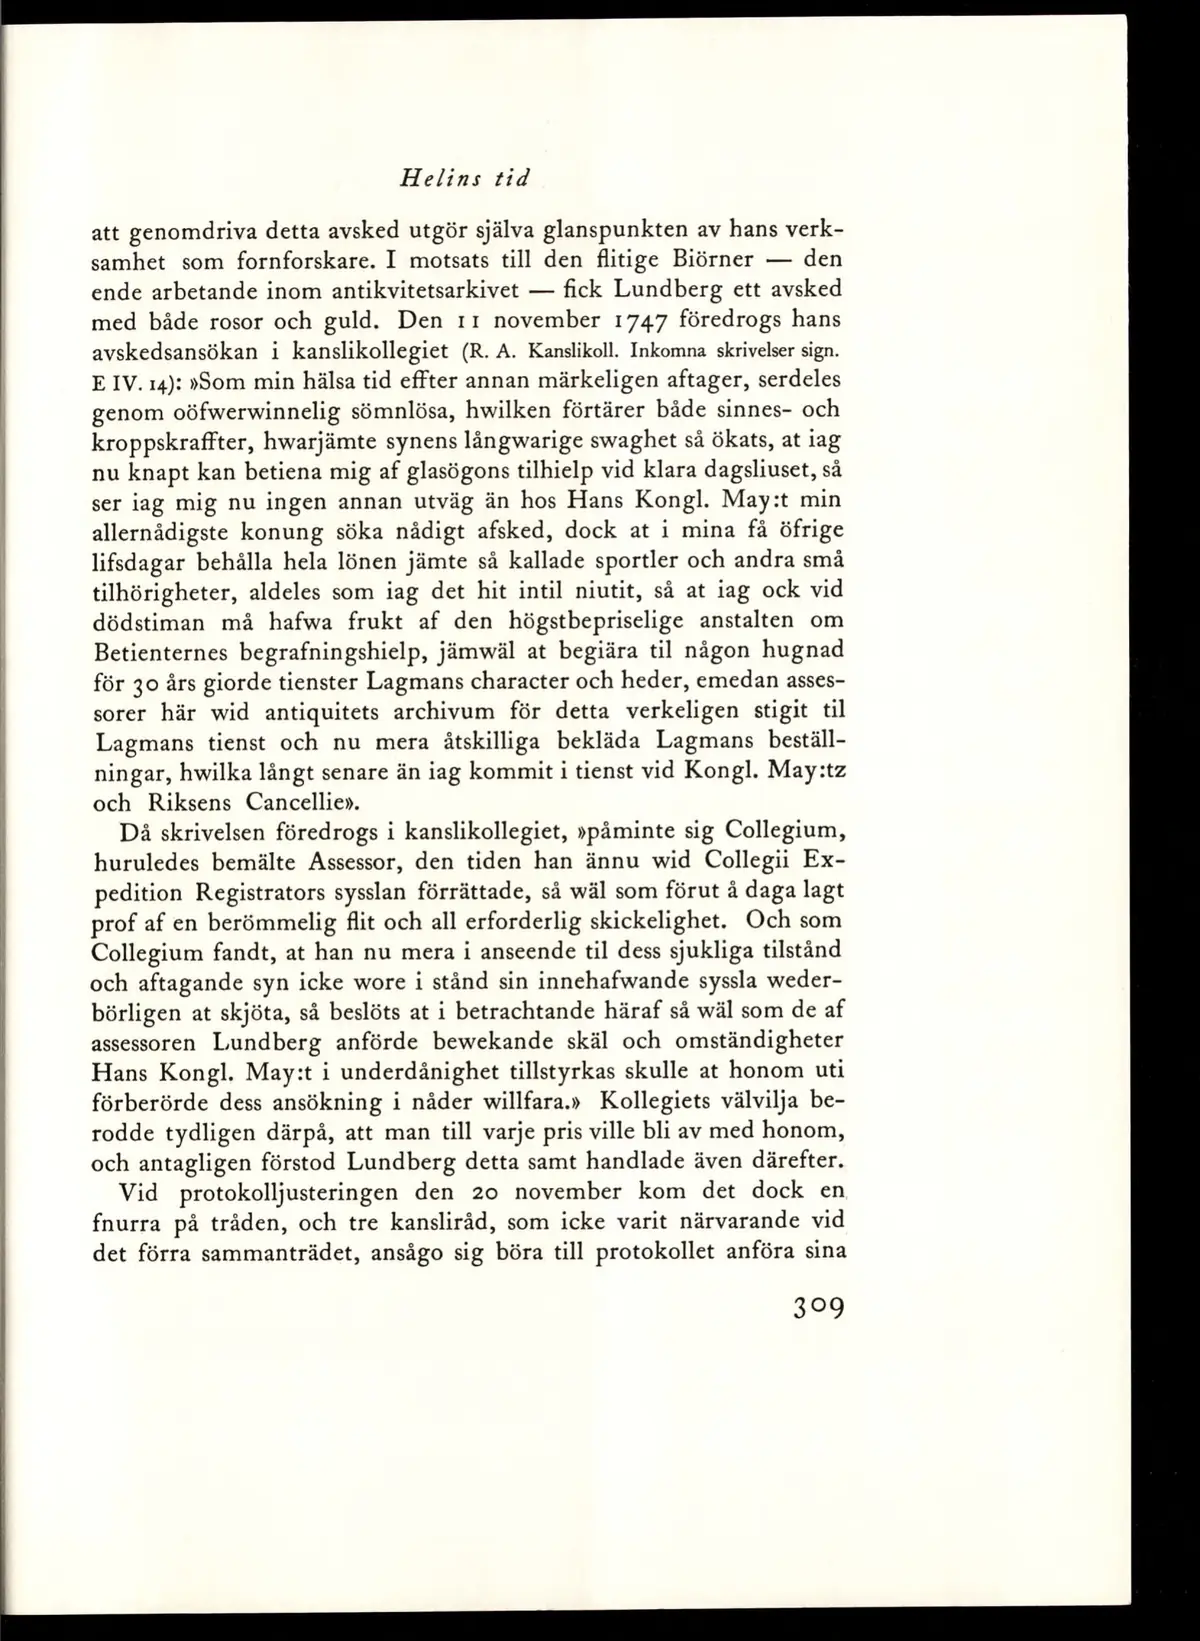 Helins tid
att genomdriva detta avsked utgör själva glanspunkten av hans verk-
samhet som fornforskare. I motsats till den flitige Biörner — den
ende arbetande inom antikvitetsarkivet — fick Lundberg ett avsked
med både rosor och guld. Den 11 november 1747 föredrogs hans
avskedsansökan i kanslikollegiet (R. A. Kanslikoll. Inkomna skrivelser sign.
E IV. 14): »Som min hälsa tid effter annan märkeligen aftager, serdeles
genom oöfwerwinnelig sömnlösa, hwilken förtärer både sinnes- och
kroppskraffter, hwarjämte synens långwarige swaghet så ökats, at iag
nu knapt kan betiena mig af glasögons tilhielp vid klara dagsliuset, så
ser iag mig nu ingen annan utväg än hos Hans Kongl. May:t min
allernådigste konung söka nådigt afsked, dock at i mina få öfrige
lifsdagar behålla hela lönen jämte så kallade sportler och andra små
tilhörigheter, aldeles som iag det hit intil niutit, så at iag ock vid
dödstiman må hafwa frukt af den högstbepriselige anstalten om
Betienternes begrafningshielp, jämwäl at begiära til någon hugnad
för 30 års giorde tienster Lagmans character och heder, emedan asses-
sorer här wid antiquitets archivum för detta verkeligen stigit til
Lagmans tienst och nu mera åtskilliga bekläda Lagmans beställ-
ningar, hwilka långt senare än iag kommit i tienst vid Kongl. May:tz
och Riksens Cancellie».
Då skrivelsen föredrogs i kanslikollegiet, »påminte sig Collegium,
huruledes bemälte Assessor, den tiden han ännu wid Collegii Ex-
pedition Registrators sysslan förrättade, så wäl som förut å daga lagt
prof af en berömmelig flit och all erforderlig skickelighet. Och som
Collegium fandt, at han nu mera i anseende til dess sjukliga tilstånd
och aftagande syn icke wore i stånd sin innehafwande syssla weder-
börligen at skjöta, så beslöts at i betrachtande häraf så wäl som de af
assessoren Lundberg anförde bewekande skäl och omständigheter
Hans Kongl. May:t i underdånighet tillstyrkas skulle at honom uti
förberörde dess ansökning i nåder willfara.» Kollegiets välvilja be-
rodde tydligen därpå, att man till varje pris ville bli av med honom,
och antagligen förstod Lundberg detta samt handlade även därefter.
Vid protokolljusteringen den 20 november kom det dock en
fnurra på tråden, och tre kansliråd, som icke varit närvarande vid
det förra sammanträdet, ansågo sig böra till protokollet anföra sina
309